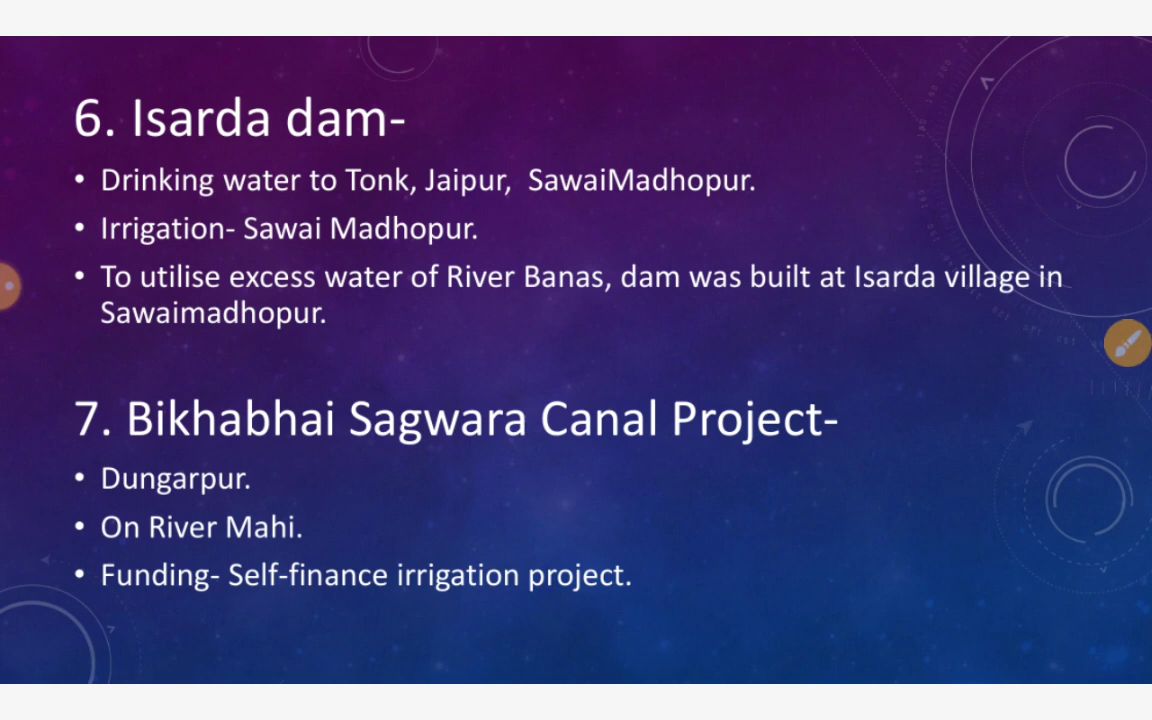 6. Isarda dam-
• Drinking water to Tonk, Jaipur,  SawaiMadhopur.
• Irrigation- Sawai Madhopur.
• To utilise excess water of River Banas, dam was built at Isarda village in
Sawaimadhopur.
7. Bikhabhai Sagwara Canal Project-
• Dungarpur.
• On River Mahi.
• Funding- Self-finance irrigation project.